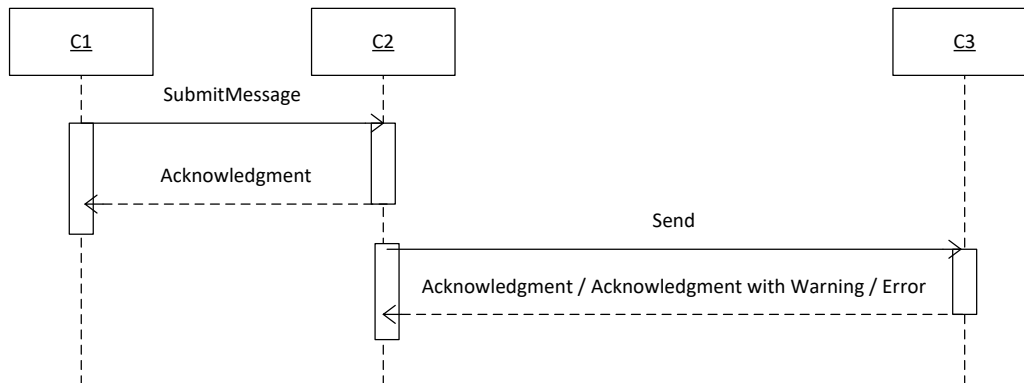 C1
C2
C3
SubmitMessage
Acknowledgment
Send
Acknowledgment / Acknowledgment with Warning / Error